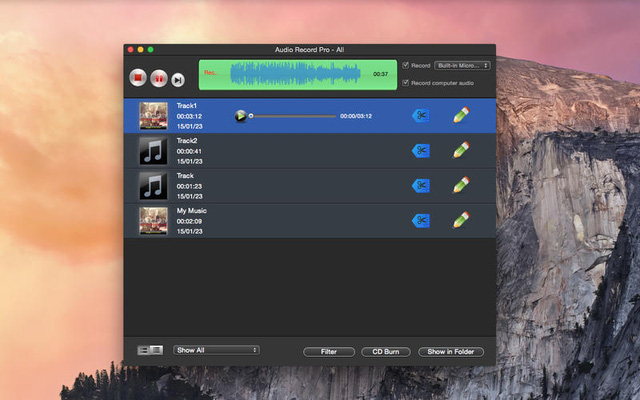 Audio Record Pro - All
Rec.
00:37
Record
Built-in Micro...
Record computer audio
Track1
00:03:12
00:00/03:12
15/01/23
Track2
00:00:41
15/01/23
Track
00:01:23
15/01/23
My Music
00:02:09
15/01/23
Show All
Filter
CD Burn
Show in Folder